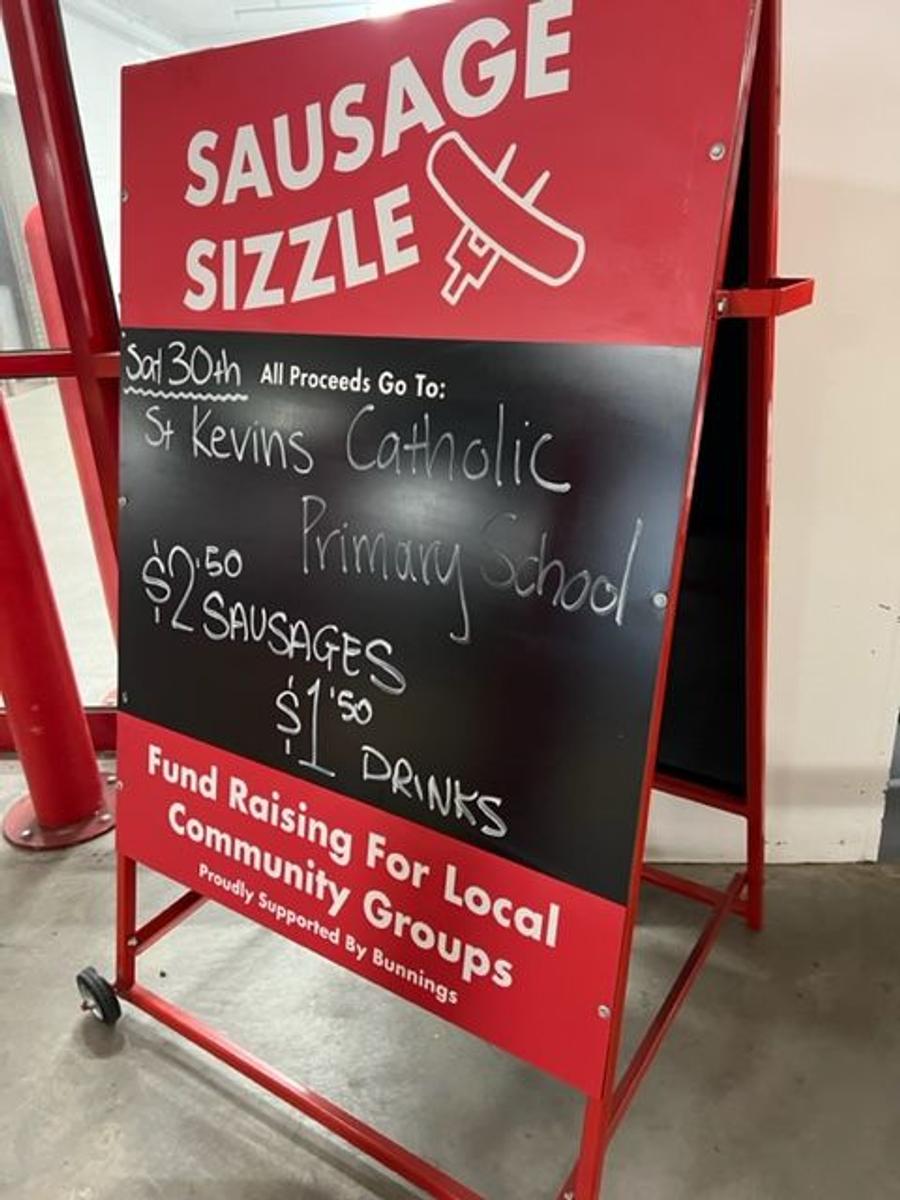 SAUSAGE
SIZZLE
Sat 30th All Proceeds Go To:
St Kevins Catholic
Primary School
$2.50
SAUSAGES
$1.50
DRINKS
Fund Raising For Local
Community Groups
Proudly Supported By Bunnings